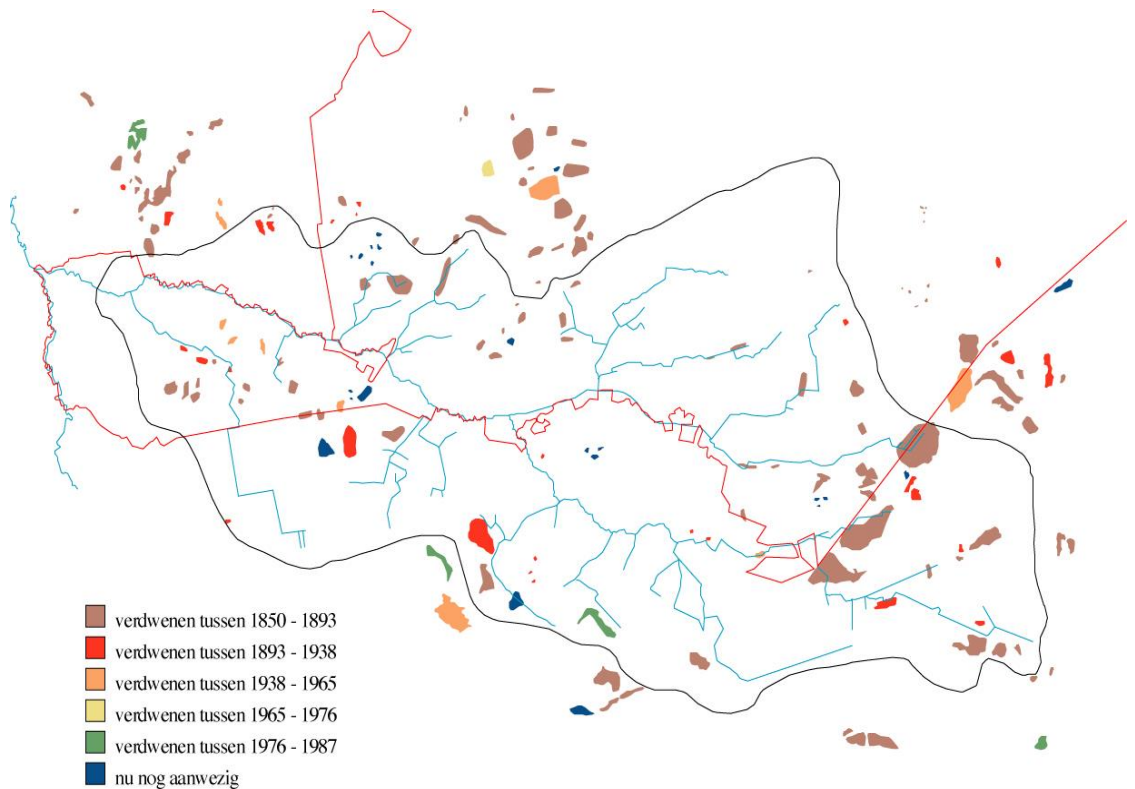 verdwenen tussen 1850 - 1893
verdwenen tussen 1893 - 1938
verdwenen tussen 1938 - 1965
verdwenen tussen 1965 - 1976
verdwenen tussen 1976 - 1987
nu nog aanwezig